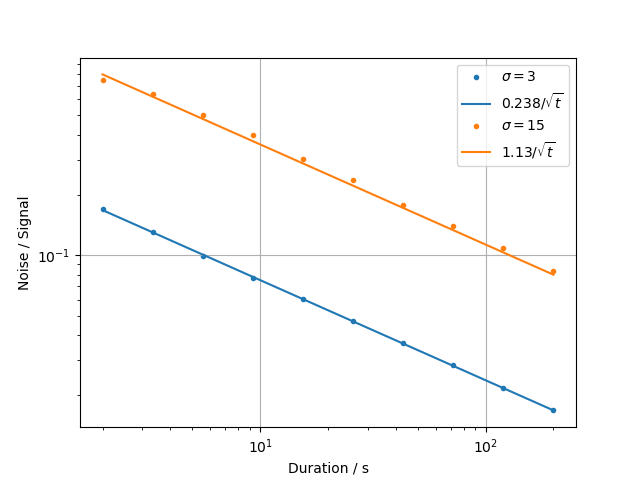 σ = 3
0.238/√t
σ = 15
1.13/√t
Noise / Signal
10⁻¹
10¹ 10²
Duration / s